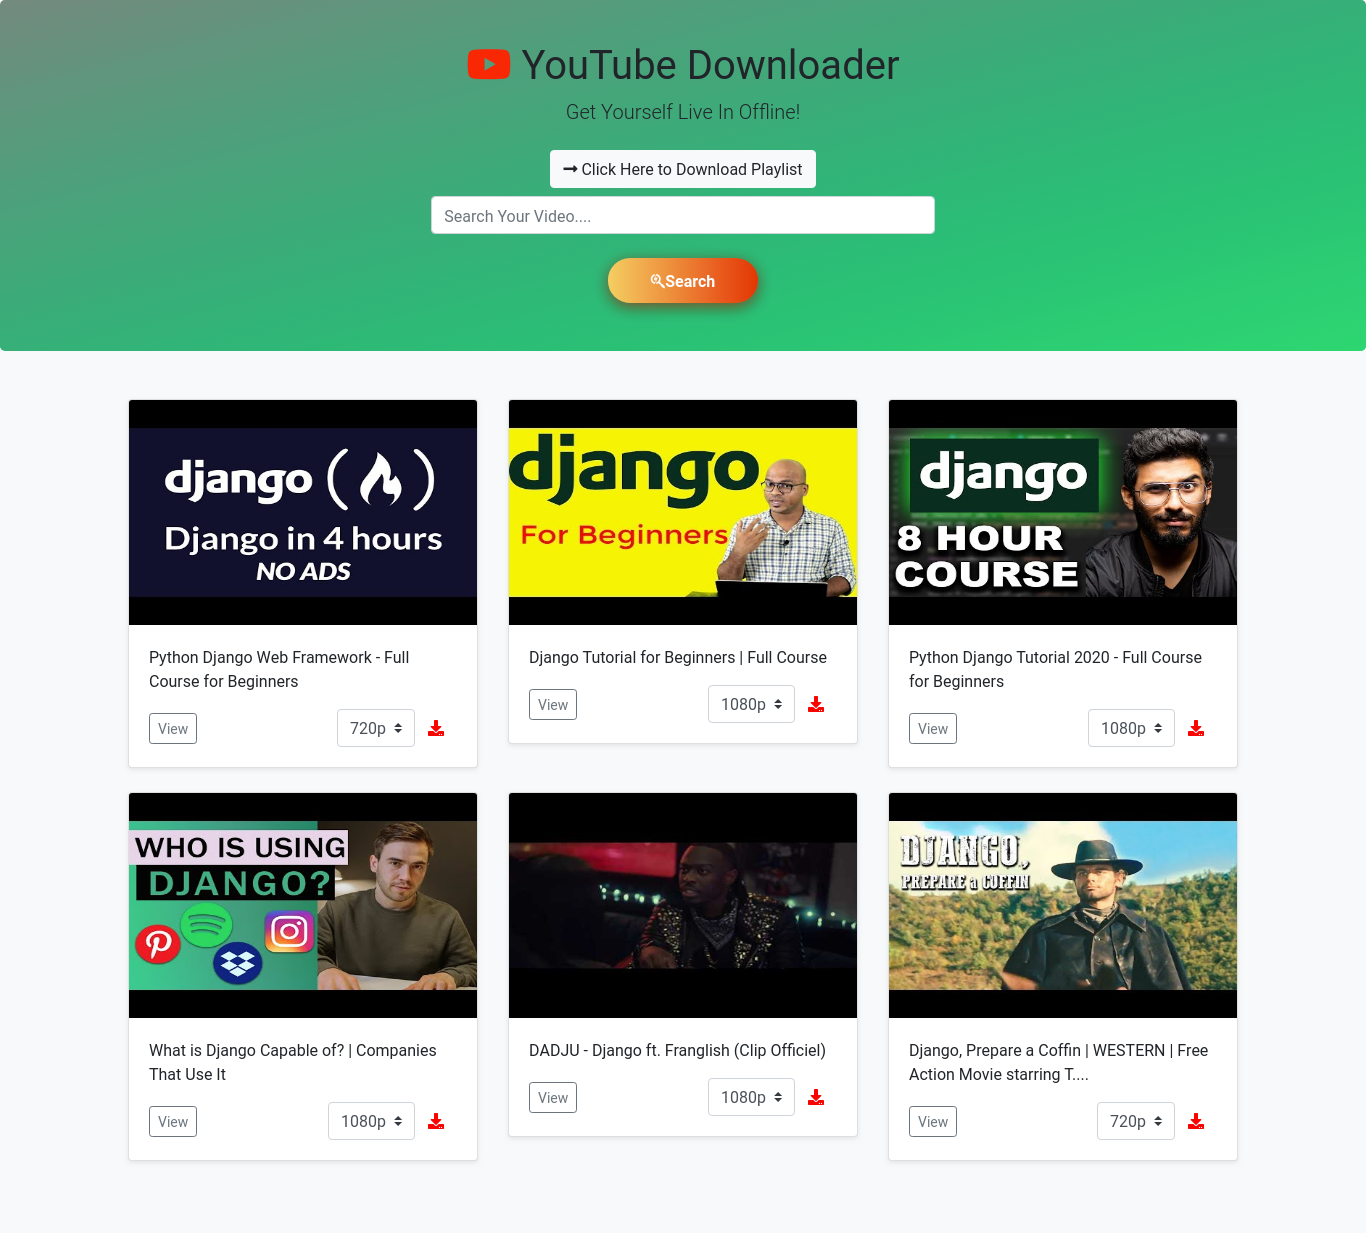 YouTube Downloader
Get Yourself Live In Offline!
Click Here to Download Playlist
Search Your Video....
Search
django
Django in 4 hours
NO ADS
Python Django Web Framework - Full
Course for Beginners
View
720p
django
For Beginners
Django Tutorial for Beginners | Full Course
View
1080p
django
8 HOUR
COURSE
Python Django Tutorial 2020 - Full Course
for Beginners
View
1080p
WHO IS USING
DJANGO?
What is Django Capable of? | Companies
That Use It
View
1080p
DADJU - Django ft. Franglish (Clip Officiel)
View
1080p
DJANGO,
PREPARE a COFFIN
Django, Prepare a Coffin | WESTERN | Free
Action Movie starring T....
View
720p